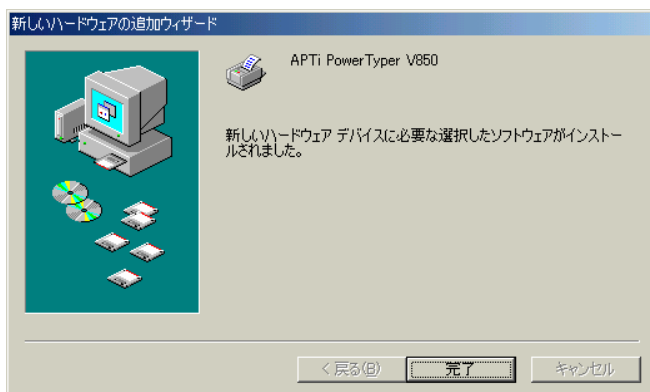 新しいハードウェアの追加ウィザード
APTi PowerTyper V850
新しいハードウェア デバイスに必要な選択したソフトウェアがインストー
ルされました。
< 戻る(B)
完了
キャンセル